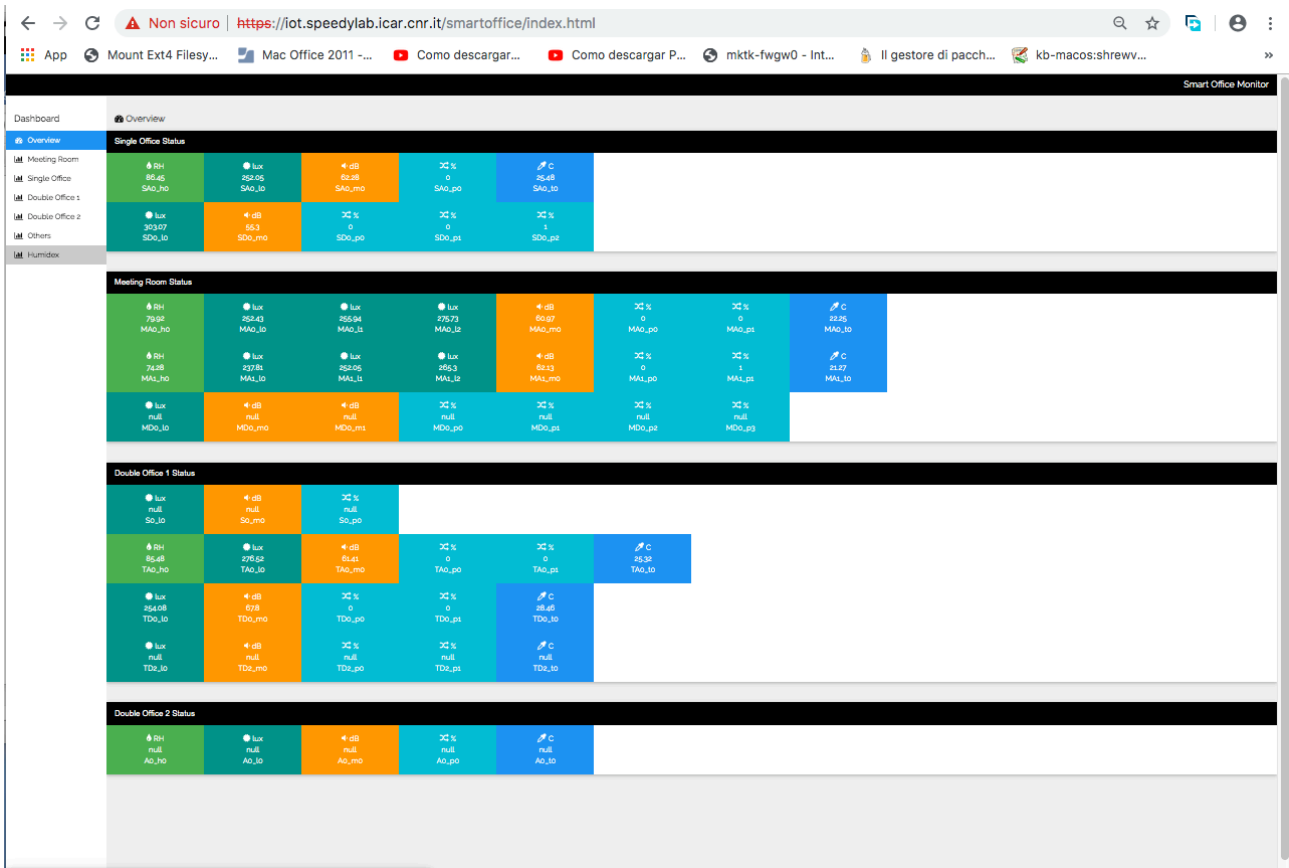 Non sicuro | https://iot.speedylab.icar.cnr.it/smartoffice/index.html
App Mount Ext4 Filesy... Mac Office 2011 -... Como descargar... Como descargar P... mktk-fwgw0 - Int... Il gestore di pacch... kb-macos:shrewv... »
Smart Office Monitor
Dashboard
Overview
Meeting Room
Single Office
Double Office 1
Double Office 2
Others
Humidex
Overview
Single Office Status
RH lux dB % C
86.45 252.05 62.28 0 25.48
SA0_h0 SA0_l0 SA0_m0 SA0_p0 SA0_t0
lux dB % % %
303.07 55.3 0 0 1
SD0_l0 SD0_m0 SD0_p0 SD0_p1 SD0_p2
Meeting Room Status
RH lux lux lux dB % % C
79.92 252.43 255.94 275.73 60.97 0 0 22.25
MA0_h0 MA0_l0 MA0_l1 MA0_l2 MA0_m0 MA0_p0 MA0_p1 MA0_t0
RH lux lux lux dB % % C
74.28 237.81 252.05 265.3 62.13 0 1 21.27
MA1_h0 MA1_l0 MA1_l1 MA1_l2 MA1_m0 MA1_p0 MA1_p1 MA1_t0
lux dB dB % % % %
null null null null null null null
MD0_l0 MD0_m0 MD0_m1 MD0_p0 MD0_p1 MD0_p2 MD0_p3
Double Office 1 Status
lux dB %
null null null
S0_l0 S0_m0 S0_p0
RH lux dB % % C
85.48 276.52 61.41 0 0 25.32
TA0_h0 TA0_l0 TA0_m0 TA0_p0 TA0_p1 TA0_t0
lux dB % % C
254.08 67.8 0 0 28.46
TD0_l0 TD0_m0 TD0_p0 TD0_p1 TD0_t0
lux dB % % C
null null null null null
TD2_l0 TD2_m0 TD2_p0 TD2_p1 TD2_t0
Double Office 2 Status
RH lux dB % C
null null null null null
A0_h0 A0_l0 A0_m0 A0_p0 A0_t0